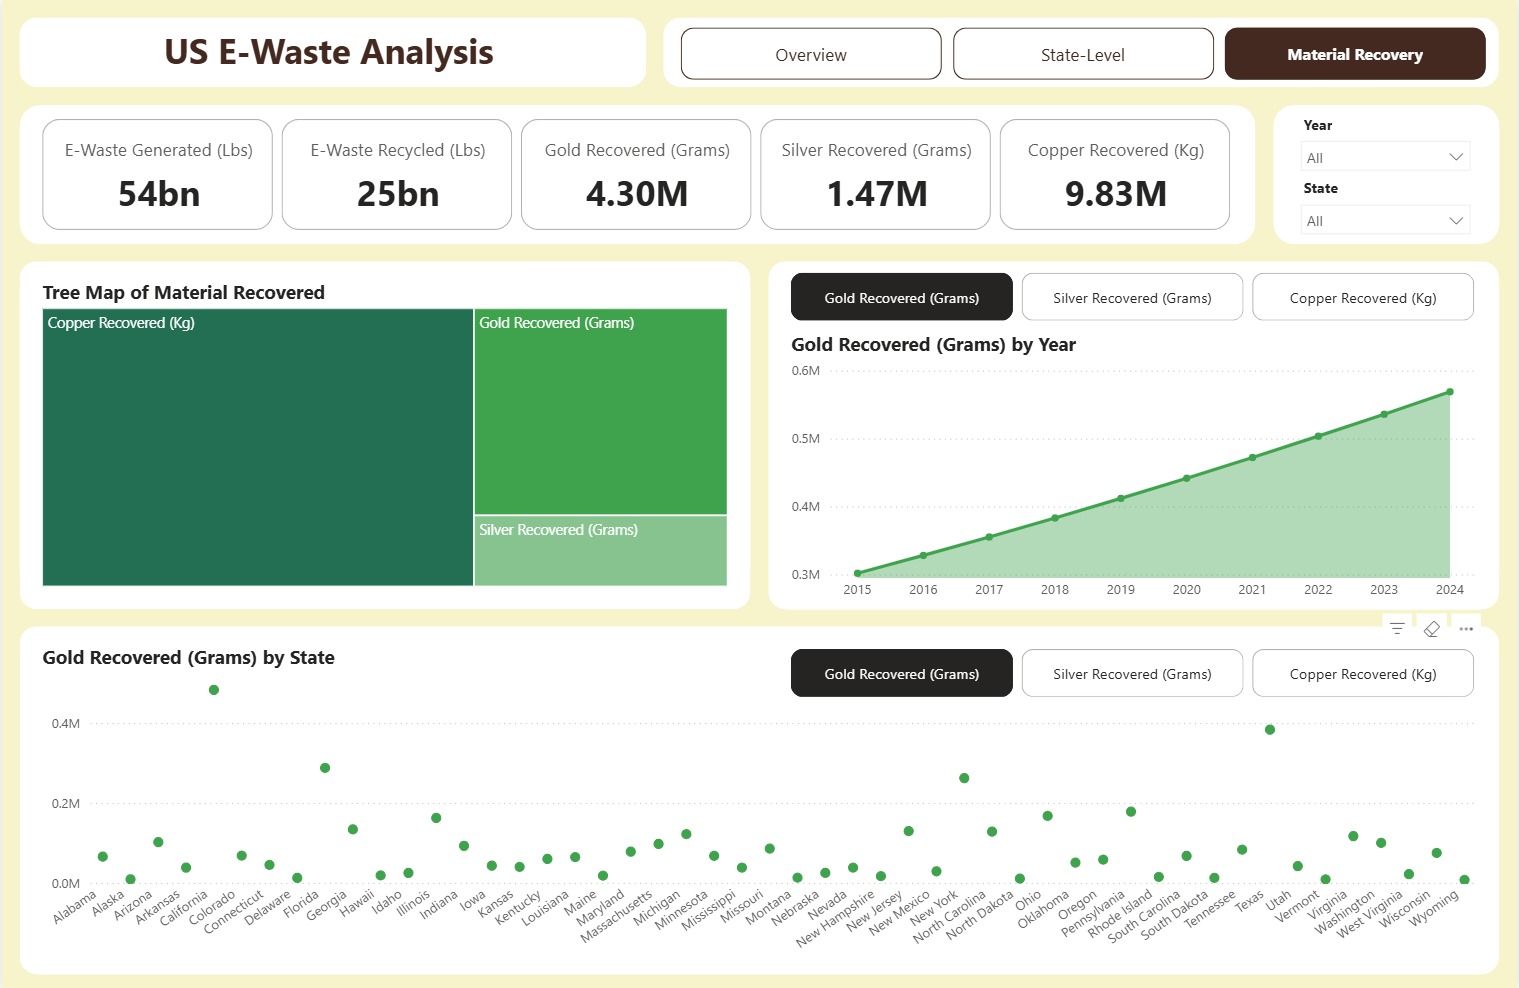 US E-Waste Analysis
Overview
State-Level
Material Recovery
E-Waste Generated (Lbs)
54bn
E-Waste Recycled (Lbs)
25bn
Gold Recovered (Grams)
4.30M
Silver Recovered (Grams)
1.47M
Copper Recovered (Kg)
9.83M
Year
All
State
All
Tree Map of Material Recovered
Copper Recovered (Kg)
Gold Recovered (Grams)
Silver Recovered (Grams)
Gold Recovered (Grams)
Silver Recovered (Grams)
Copper Recovered (Kg)
Gold Recovered (Grams) by Year
0.6M
0.5M
0.4M
0.3M
2015 2016 2017 2018 2019 2020 2021 2022 2023 2024
Gold Recovered (Grams) by State
Gold Recovered (Grams)
Silver Recovered (Grams)
Copper Recovered (Kg)
0.4M
0.2M
0.0M
Alabama
Alaska
Arizona
Arkansas
California
Colorado
Connecticut
Delaware
Florida
Georgia
Hawaii
Idaho
Illinois
Indiana
Iowa
Kansas
Kentucky
Louisiana
Maine
Maryland
Massachusetts
Michigan
Minnesota
Mississippi
Missouri
Montana
Nebraska
Nevada
New Hampshire
New Jersey
New Mexico
New York
North Carolina
North Dakota
Ohio
Oklahoma
Oregon
Pennsylvania
Rhode Island
South Carolina
South Dakota
Tennessee
Texas
Utah
Vermont
Virginia
Washington
West Virginia
Wisconsin
Wyoming